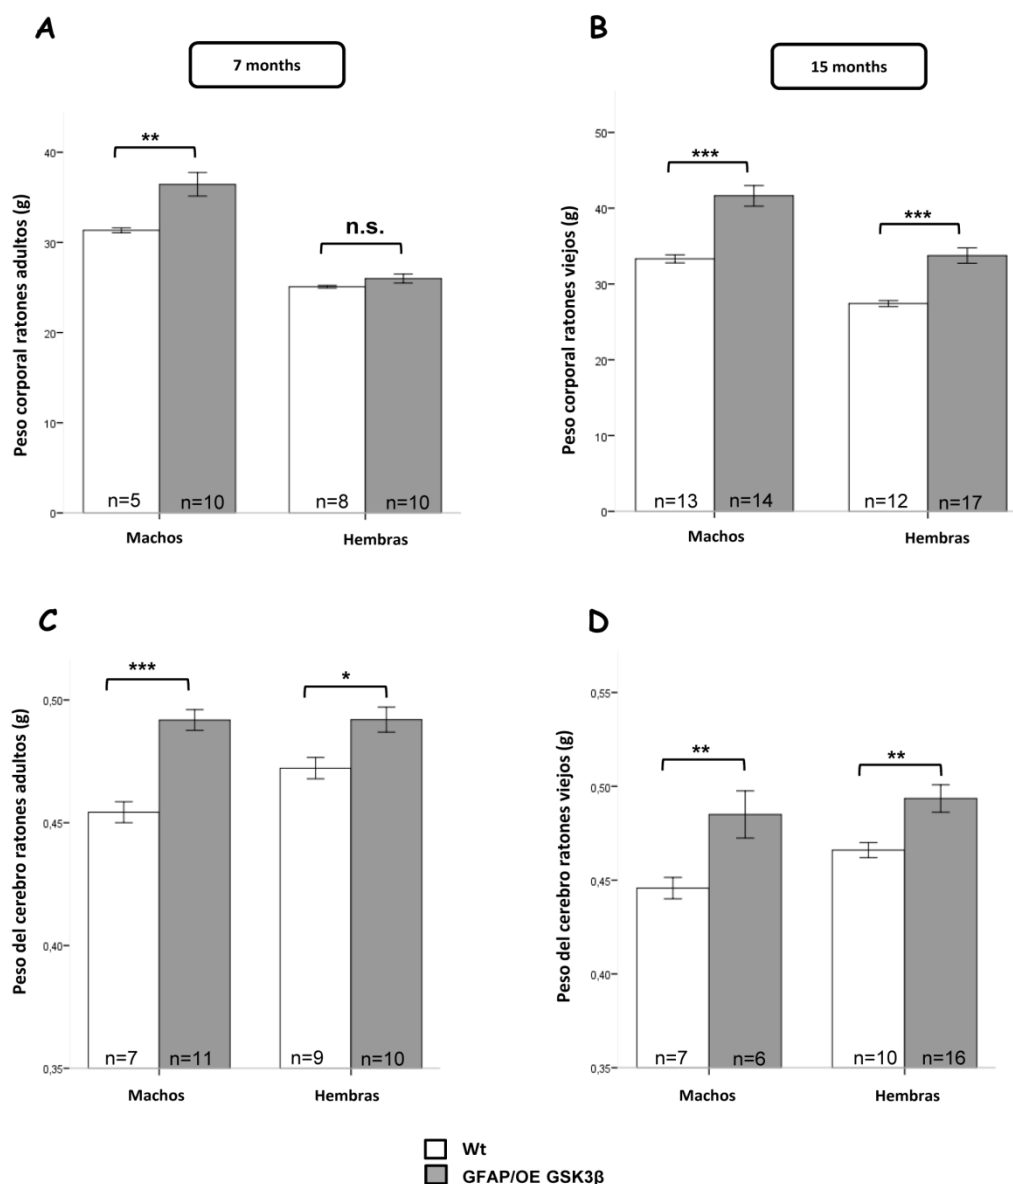 A
7 months
Peso corporal ratones adultos (g)
40
30
20
10
0
**
n.s.
n=5
n=10
n=8
n=10
Machos
Hembras
B
15 months
Peso corporal ratones viejos (g)
50
40
30
20
10
0
***
***
n=13
n=14
n=12
n=17
Machos
Hembras
C
Peso del cerebro ratones adultos (g)
0,50
0,45
0,40
0,35
***
*
n=7
n=11
n=9
n=10
Machos
Hembras
D
Peso del cerebro ratones viejos (g)
0,55
0,50
0,45
0,40
0,35
**
**
n=7
n=6
n=10
n=16
Machos
Hembras
Wt
GFAP/OE GSK3β